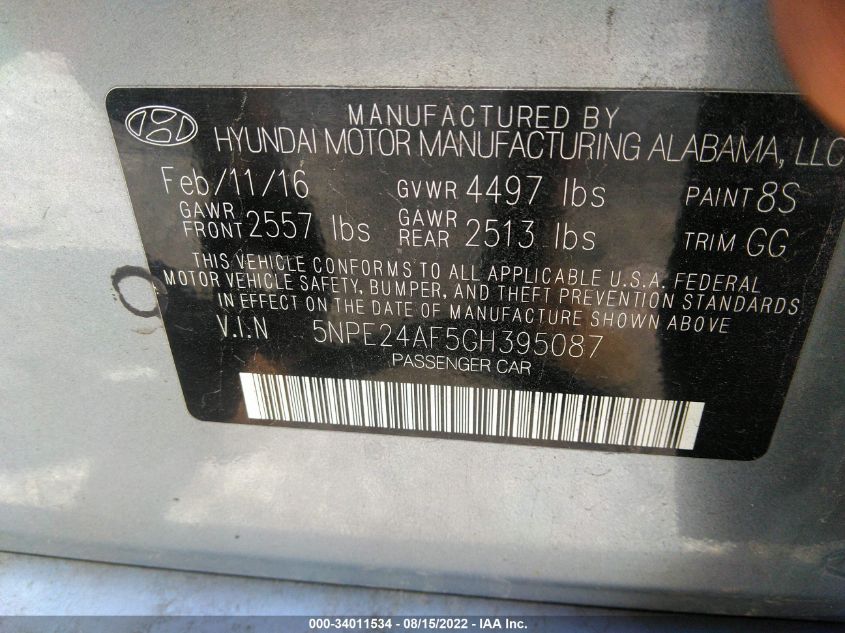 MANUFACTURED BY
HYUNDAI MOTOR MANUFACTURING ALABAMA, LLC
Feb/11/16 GVWR 4497 lbs PAINT 8S
GAWR FRONT 2557 lbs GAWR REAR 2513 lbs TRIM GG
THIS VEHICLE CONFORMS TO ALL APPLICABLE U.S.A. FEDERAL
MOTOR VEHICLE SAFETY, BUMPER, AND THEFT PREVENTION STANDARDS
IN EFFECT ON THE DATE OF MANUFACTURE SHOWN ABOVE
V.I.N 5NPE24AF5GH395087
PASSENGER CAR
000-34011534 - 08/15/2022 - IAA Inc.